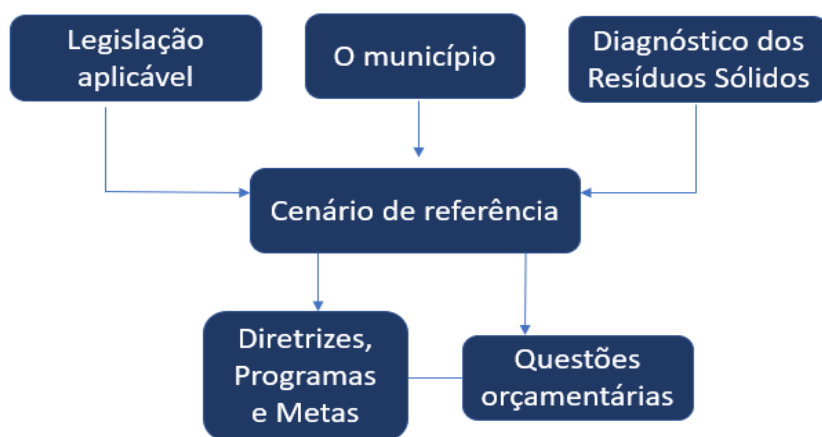 Legislação
aplicável
O município
Diagnóstico dos
Resíduos Sólidos
Cenário de referência
Diretrizes,
Programas
e Metas
Questões
orçamentárias